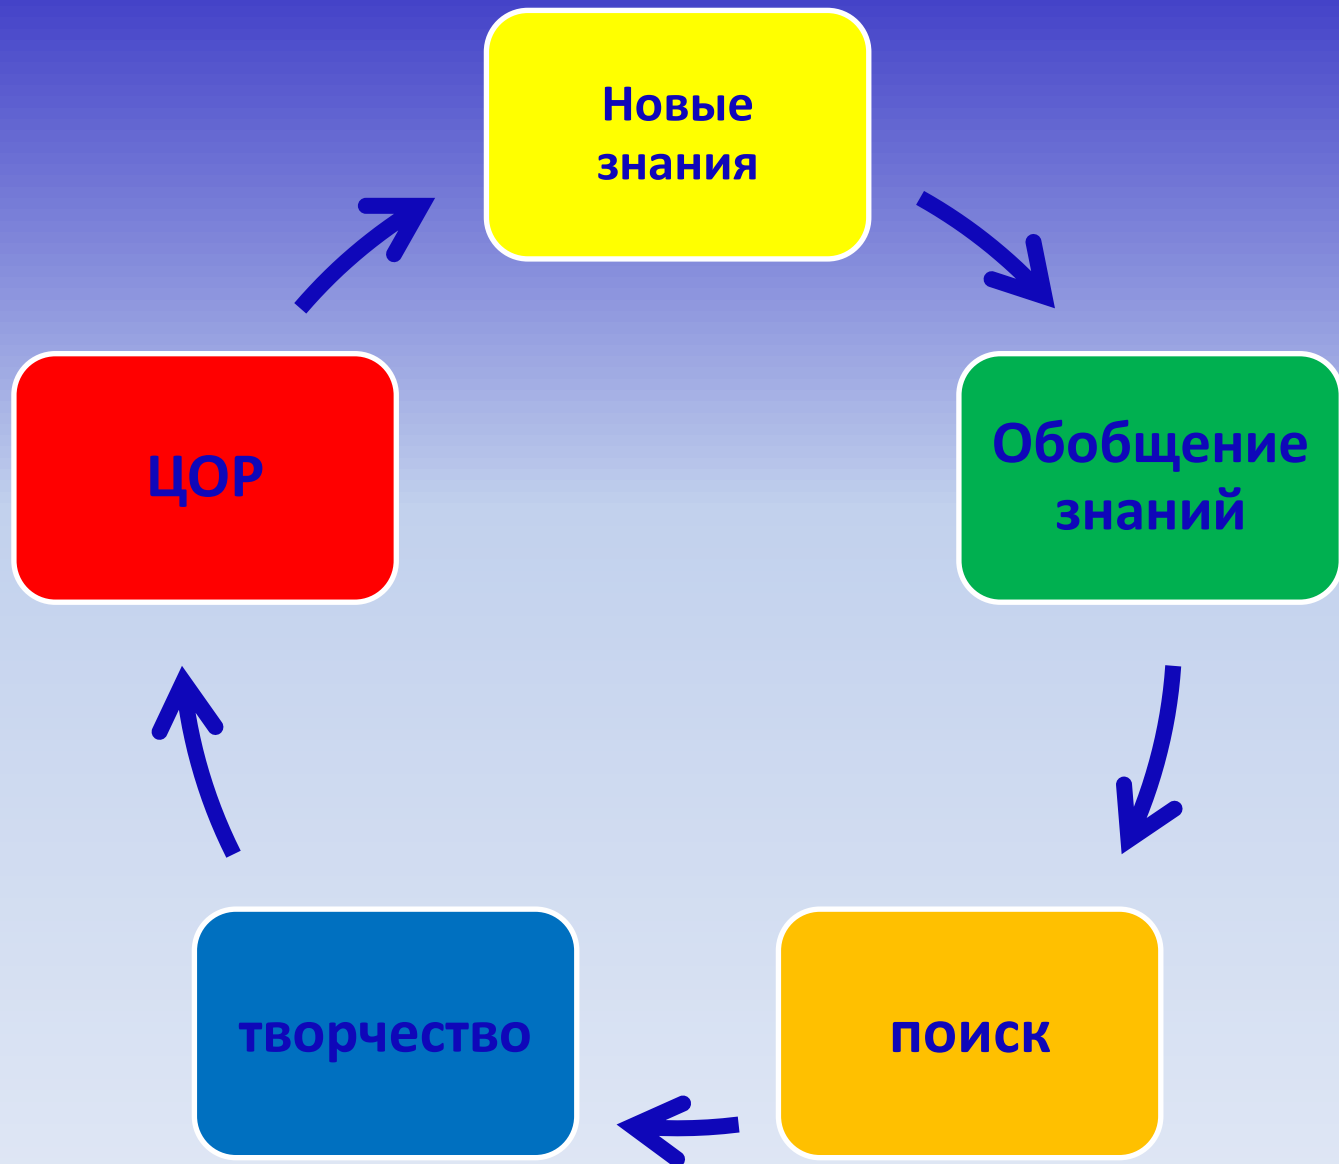 Новые
знания
Обобщение
знаний
поиск
творчество
ЦОР